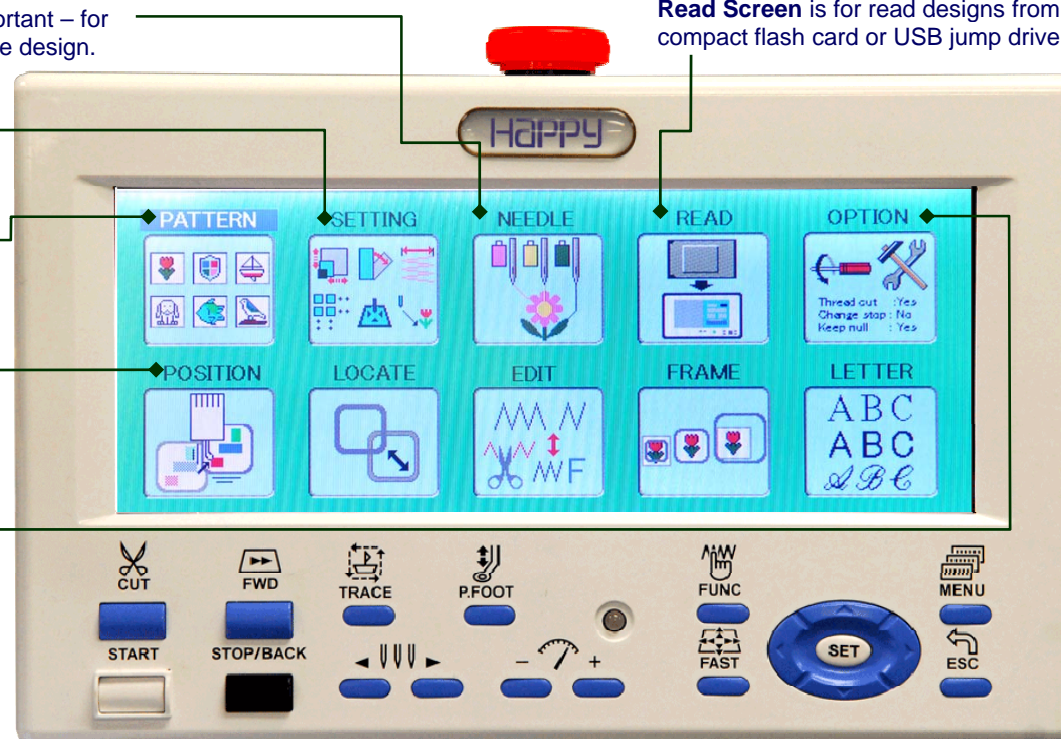 ortant – for
e design.
Read Screen is for read designs from
compact flash card or USB jump drive
Happy
PATTERN
SETTING
NEEDLE
READ
OPTION
Thread cut :Yes
Change stop : No
Keep null : Yes
POSITION
LOCATE
EDIT
FRAME
LETTER
F
ABC
ABC
ABC
CUT
FWD
TRACE
P.FOOT
FUNC
MENU
START
STOP/BACK
– +
FAST
SET
ESC